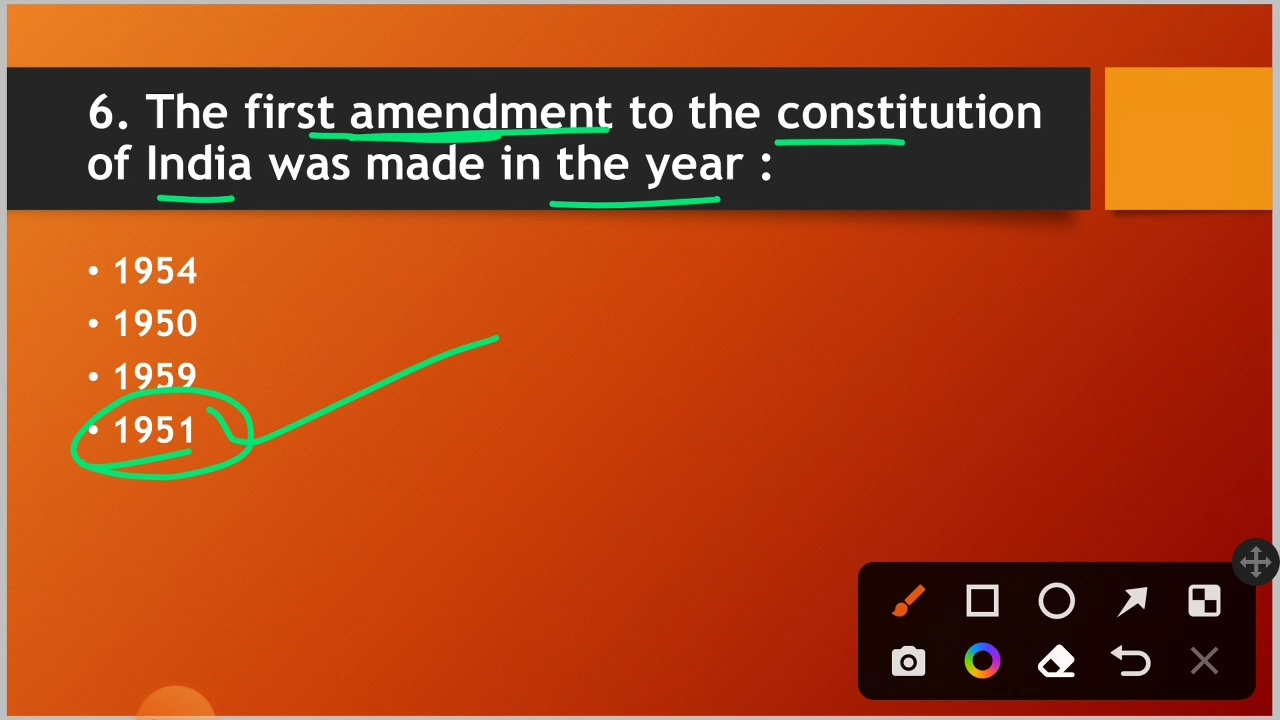 6. The first amendment to the constitution
of India was made in the year :
• 1954
• 1950
• 1959
• 1951